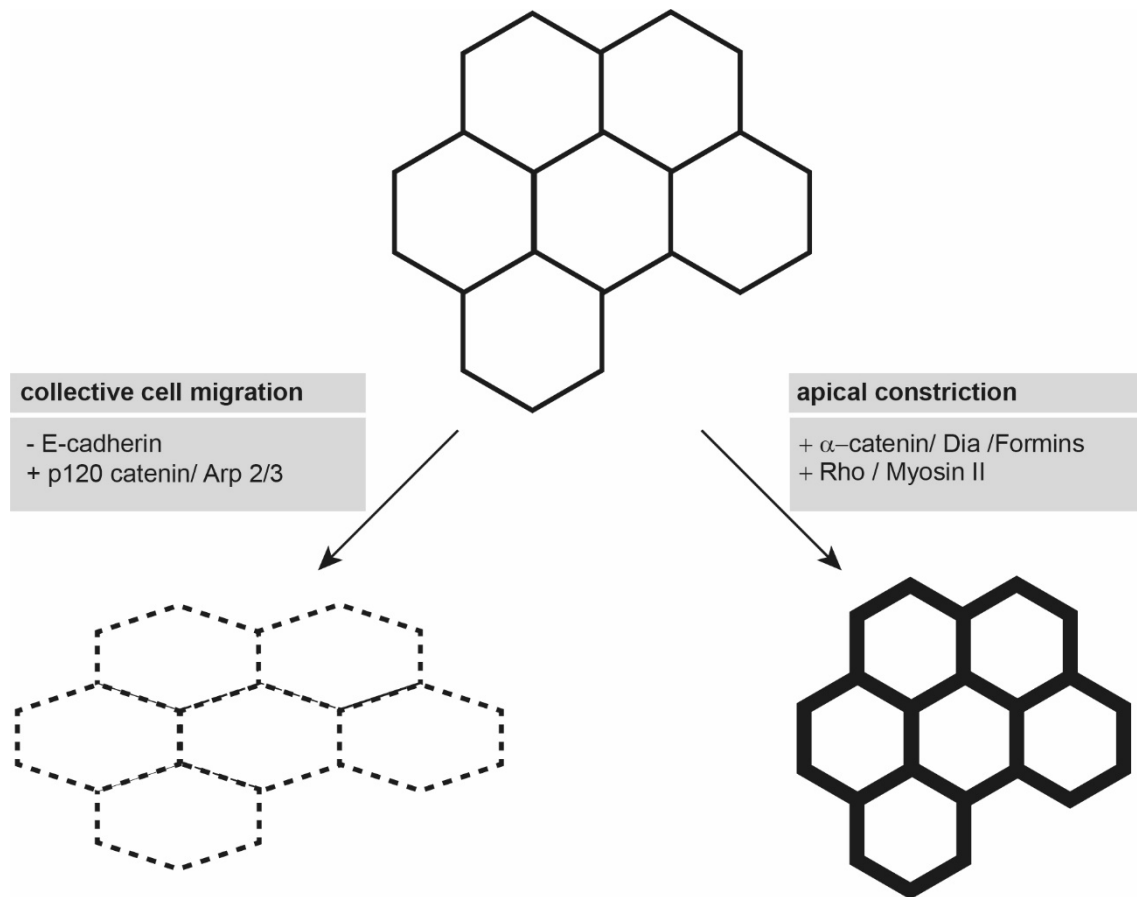 collective cell migration
- E-cadherin
+ p120 catenin/ Arp 2/3
apical constriction
+ α–catenin/ Dia /Formins
+ Rho / Myosin II